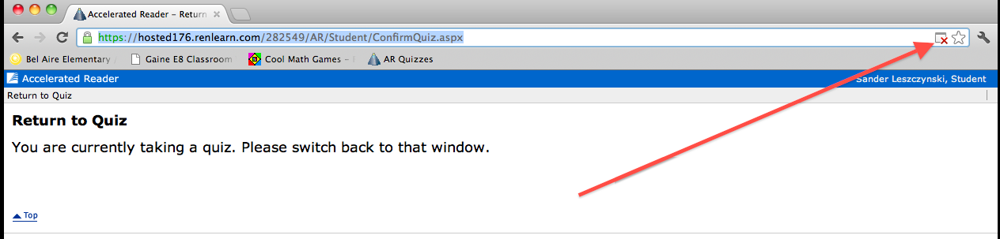 Accelerated Reader – Return
https://hosted176.renlearn.com/282549/AR/Student/ConfirmQuiz.aspx
Bel Aire Elementary Gaine E8 Classroom Cool Math Games – AR Quizzes
Accelerated Reader Sander Leszczynski, Student
Return to Quiz
Return to Quiz
You are currently taking a quiz. Please switch back to that window.
Top